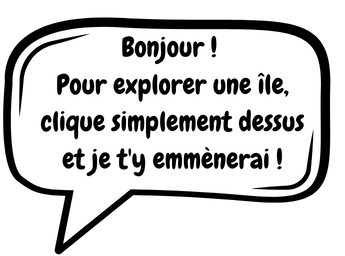 Bonjour !
Pour explorer une île,
clique simplement dessus
et je t'y emmènerai !